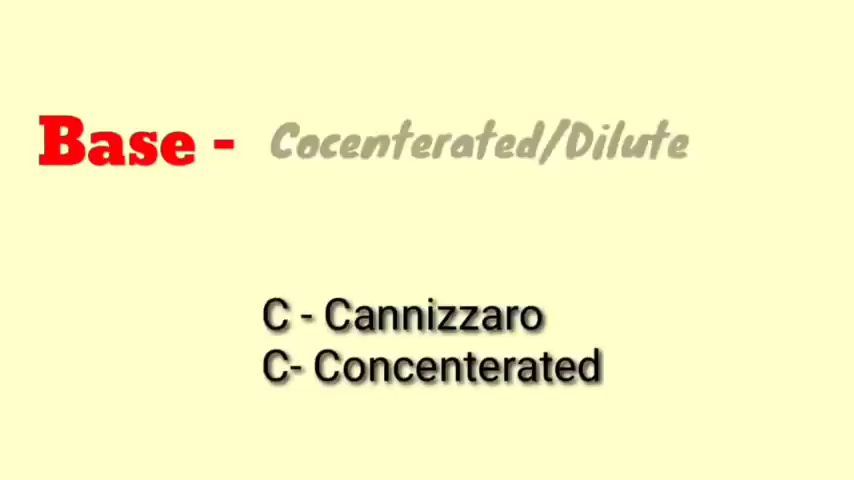 Base - Cocenterated/Dilute
C - Cannizzaro
C- Concenterated